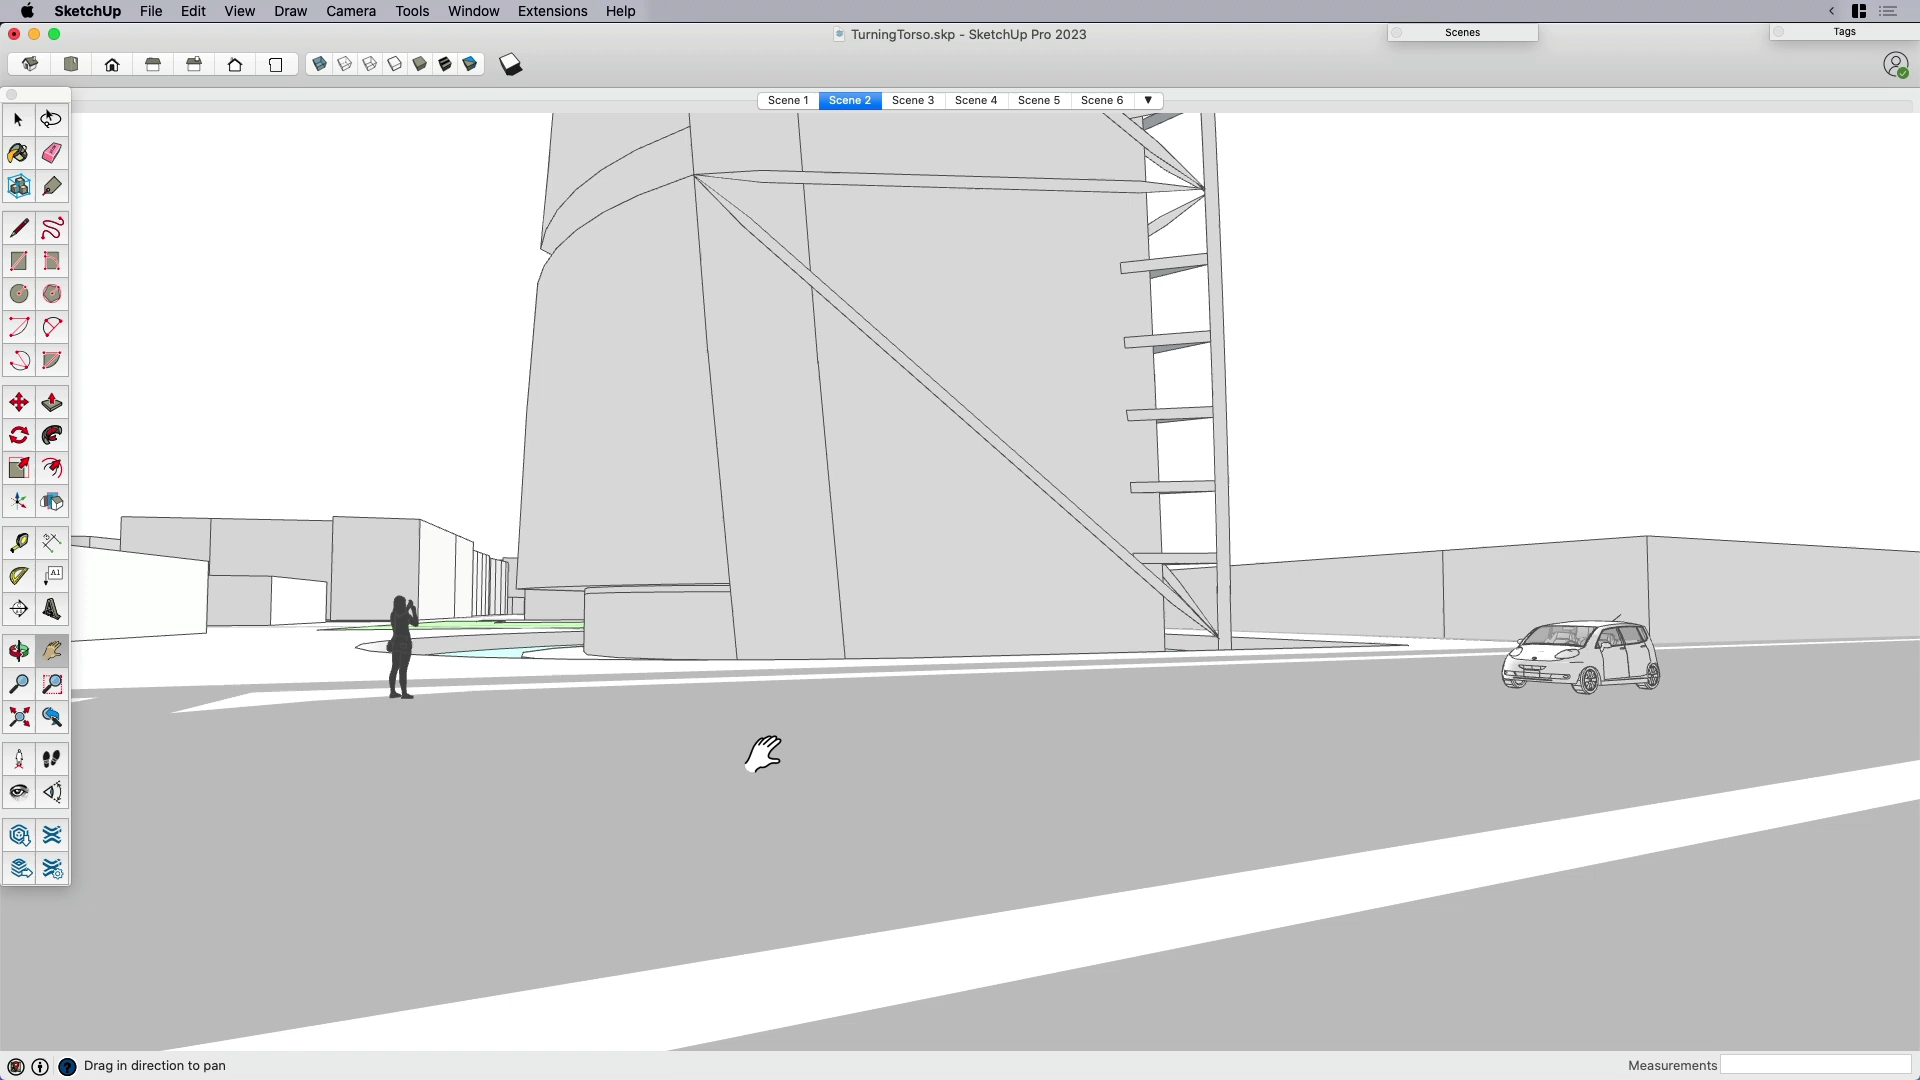 SketchUp File Edit View Draw Camera Tools Window Extensions Help
TurningTorso.skp - SketchUp Pro 2023
Scenes
Tags
Scene 1 Scene 2 Scene 3 Scene 4 Scene 5 Scene 6
A1
Drag in direction to pan
Measurements